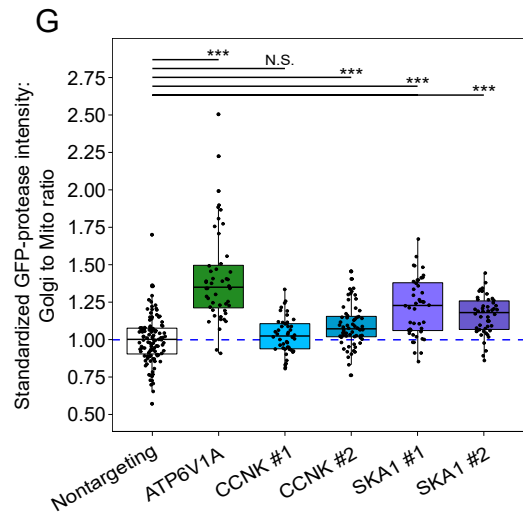 G
***
N.S.
***
***
***
Standardized GFP-protease intensity:
Golgi to Mito ratio
2.75
2.50
2.25
2.00
1.75
1.50
1.25
1.00
0.75
0.50
Nontargeting
ATP6V1A
CCNK #1
CCNK #2
SKA1 #1
SKA1 #2